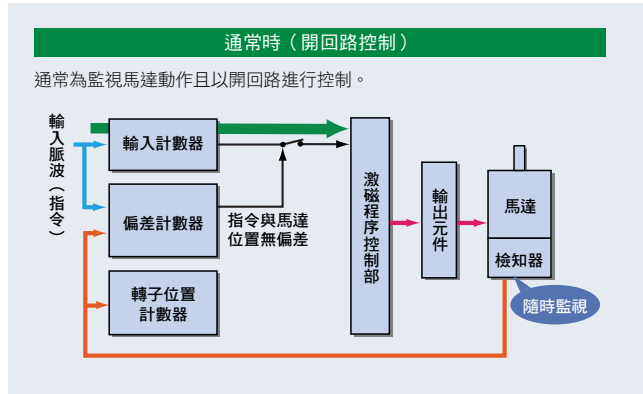 通常時（開回路控制）
通常為監視馬達動作且以開回路進行控制。
輸入脈波（指令）
輸入計數器
偏差計數器
指令與馬達
位置無偏差
轉子位置
計數器
激磁程序控制部
輸出元件
馬達
檢知器
隨時監視